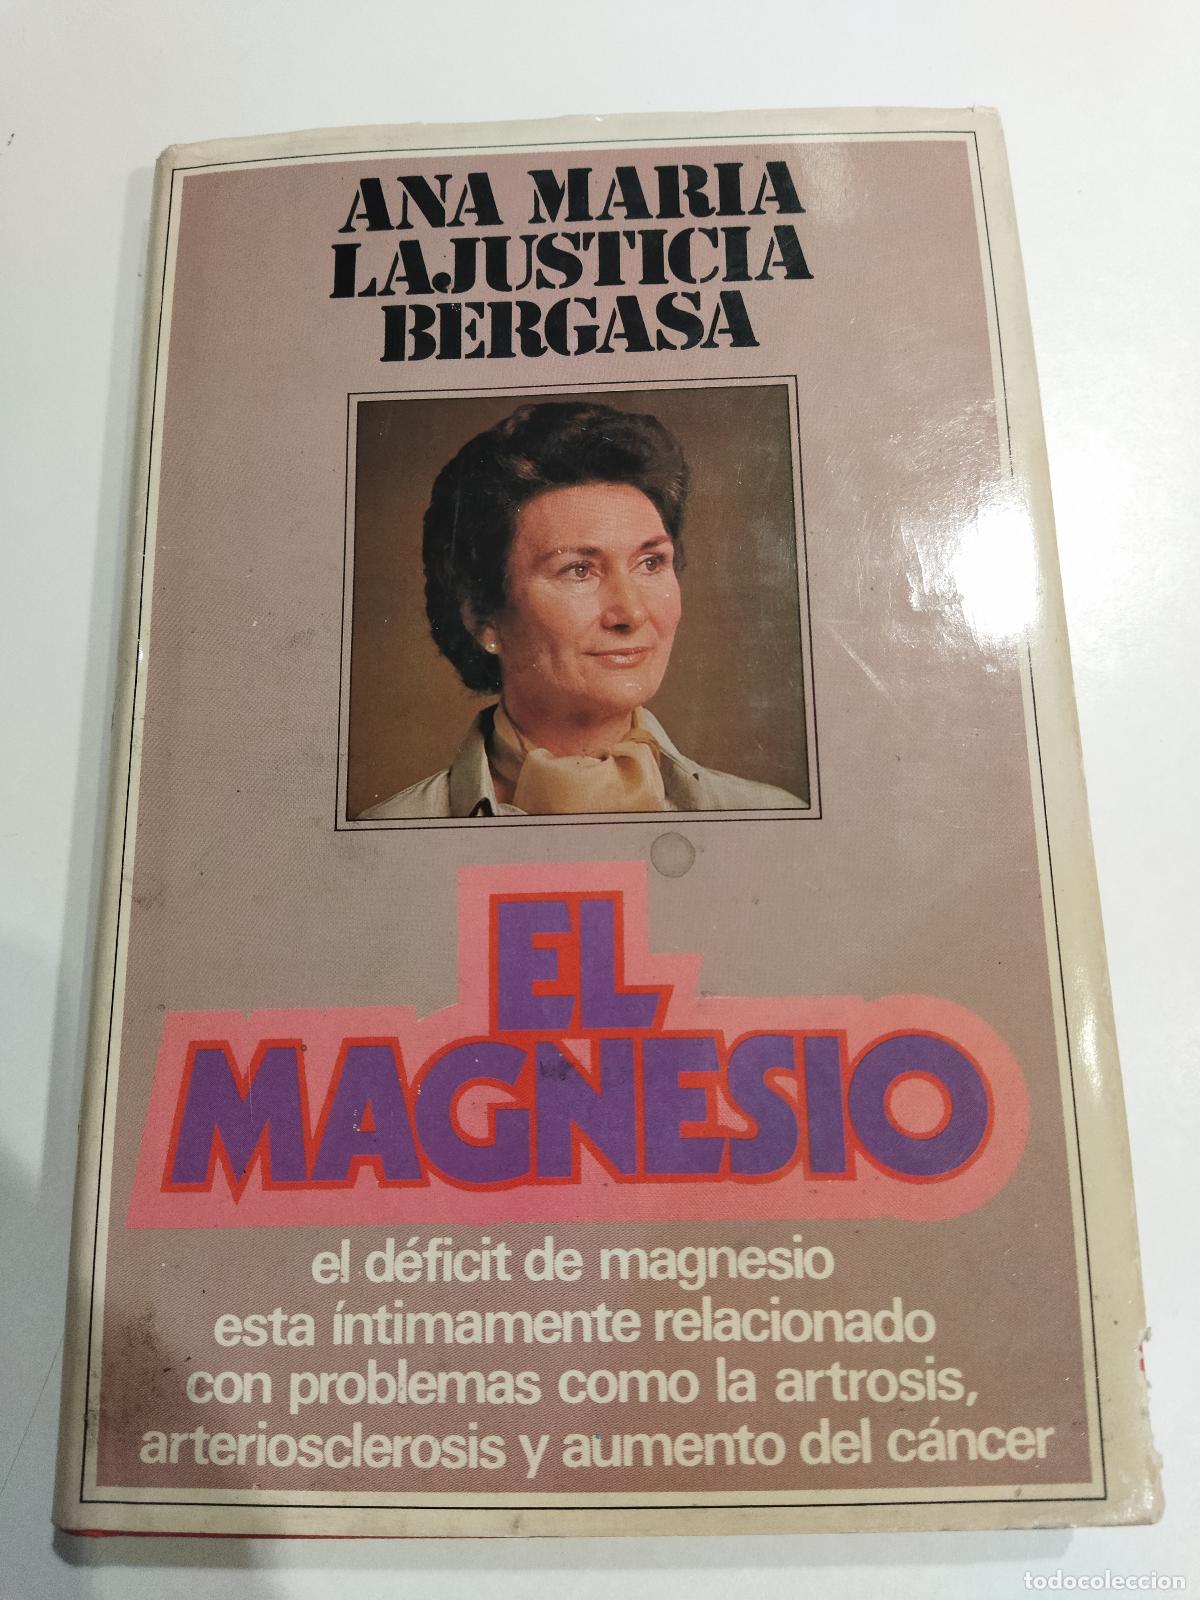 ANA MARIA
LAJUSTICIA
BERGASA
EL
MAGNESIO
el déficit de magnesio
esta íntimamente relacionado
con problemas como la artrosis,
arteriosclerosis y aumento del cáncer
todocoleccion